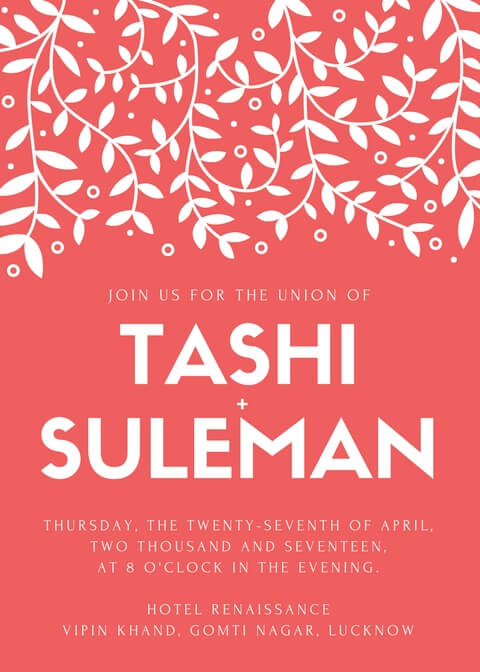 JOIN US FOR THE UNION OF
TASHI
+
SULEMAN
THURSDAY, THE TWENTY-SEVENTH OF APRIL,
TWO THOUSAND AND SEVENTEEN,
AT 8 O'CLOCK IN THE EVENING.
HOTEL RENAISSANCE
VIPIN KHAND, GOMTI NAGAR, LUCKNOW